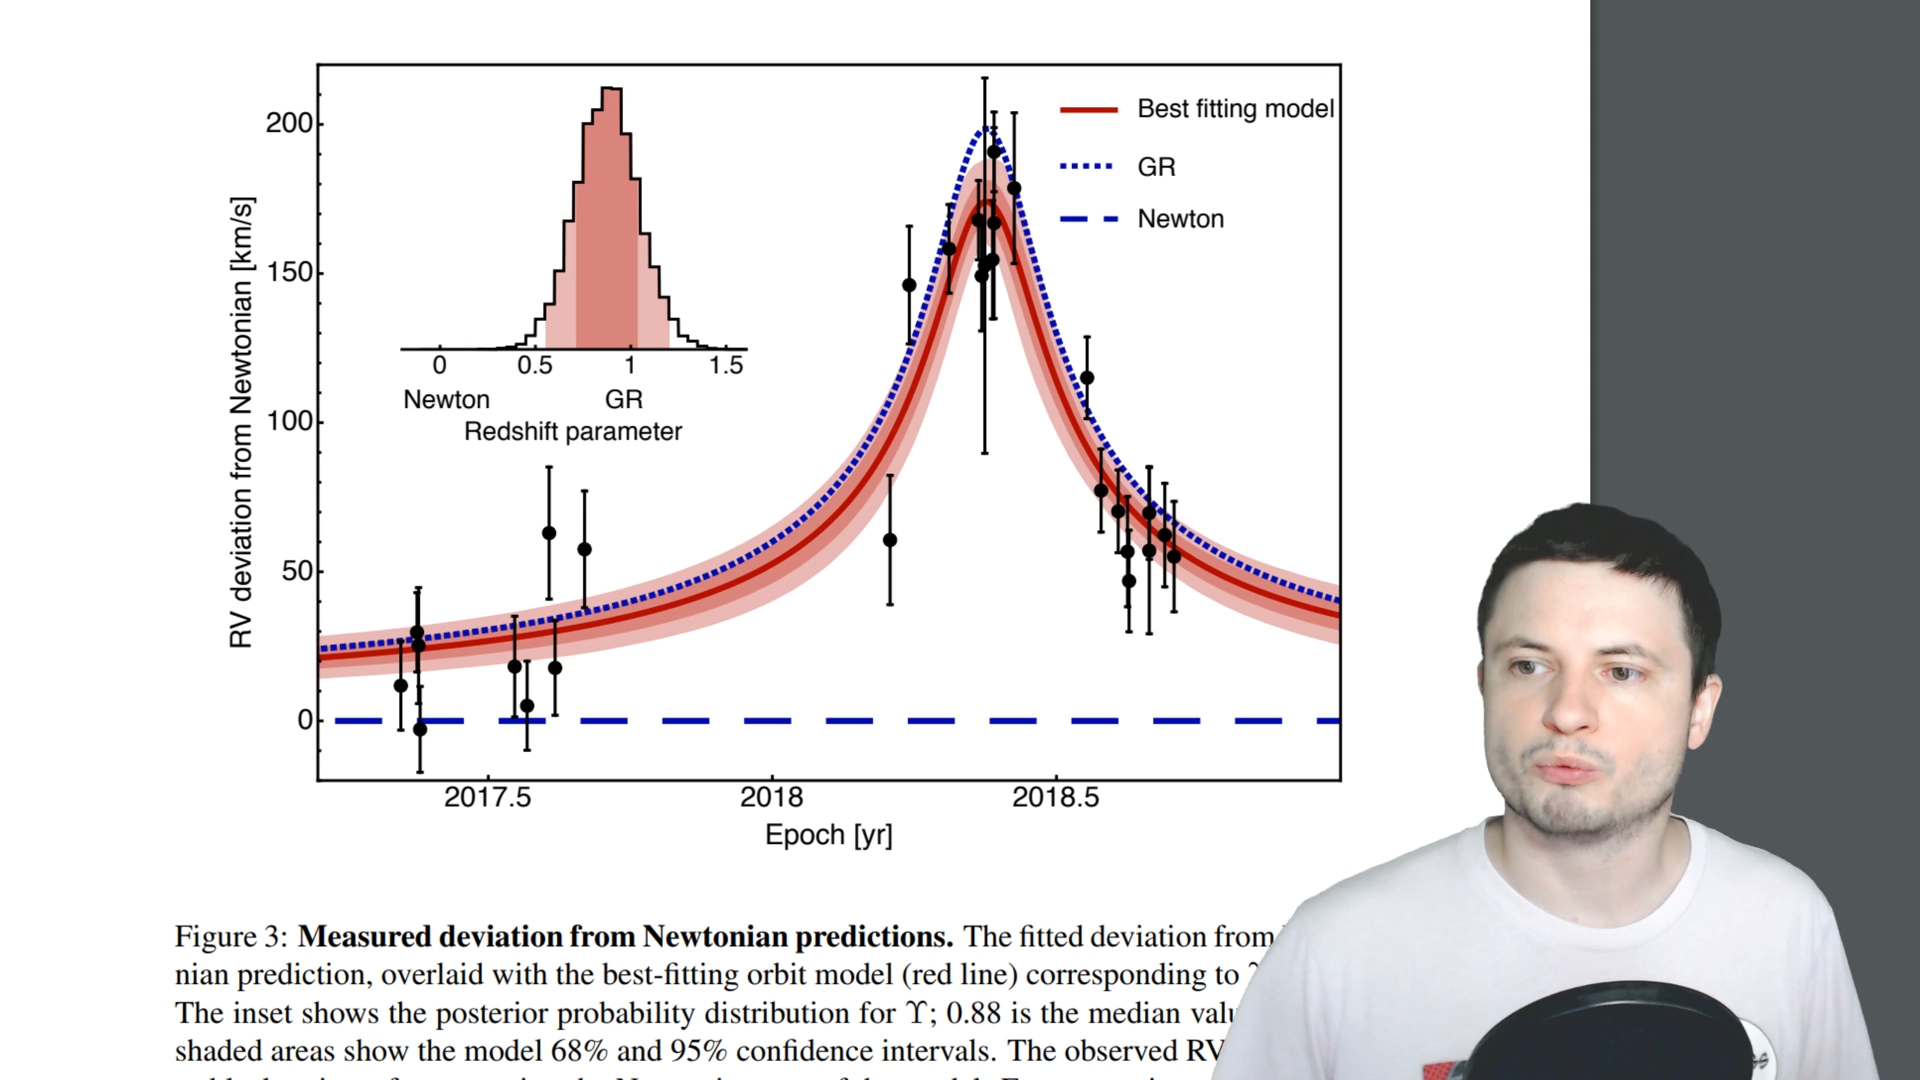 200
150
100
50
0
RV deviation from Newtonian [km/s]
Best fitting model
GR
Newton
0 0.5 1 1.5
Newton GR
Redshift parameter
2017.5 2018 2018.5
Epoch [yr]
Figure 3: Measured deviation from Newtonian predictions. The fitted deviation from
nian prediction, overlaid with the best-fitting orbit model (red line) corresponding to
The inset shows the posterior probability distribution for ϒ; 0.88 is the median
shaded areas show the model 68% and 95% confidence intervals. The observed RV